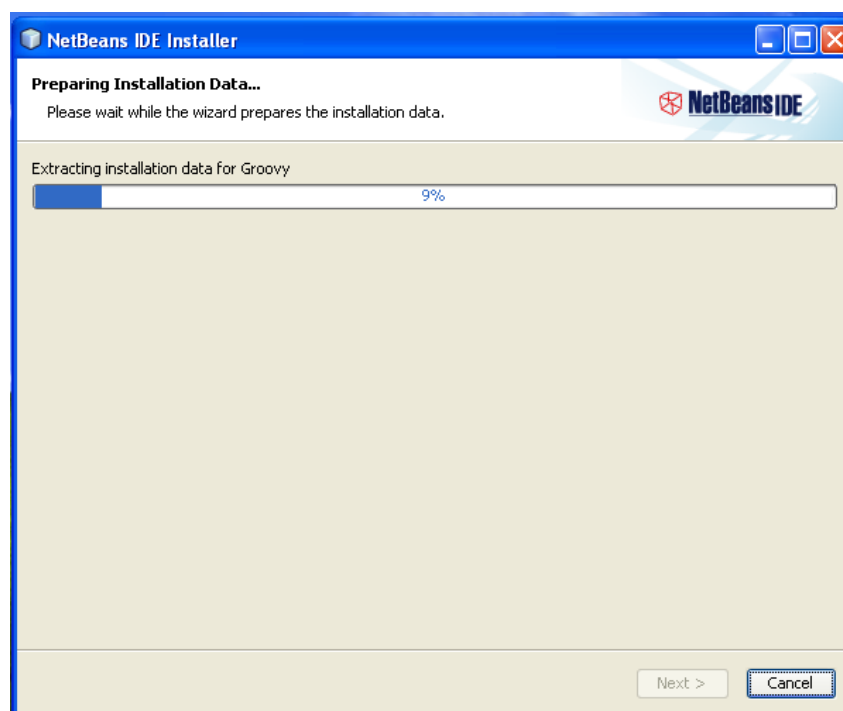 NetBeans IDE Installer
Preparing Installation Data...
Please wait while the wizard prepares the installation data.
NetBeans IDE
Extracting installation data for Groovy
9%
Next >
Cancel